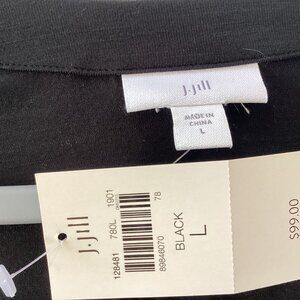 J.Jill
MADE IN
CHINA
L
J.Jill
128481 780L 1901
89846070 78
BLACK
L
$99.00